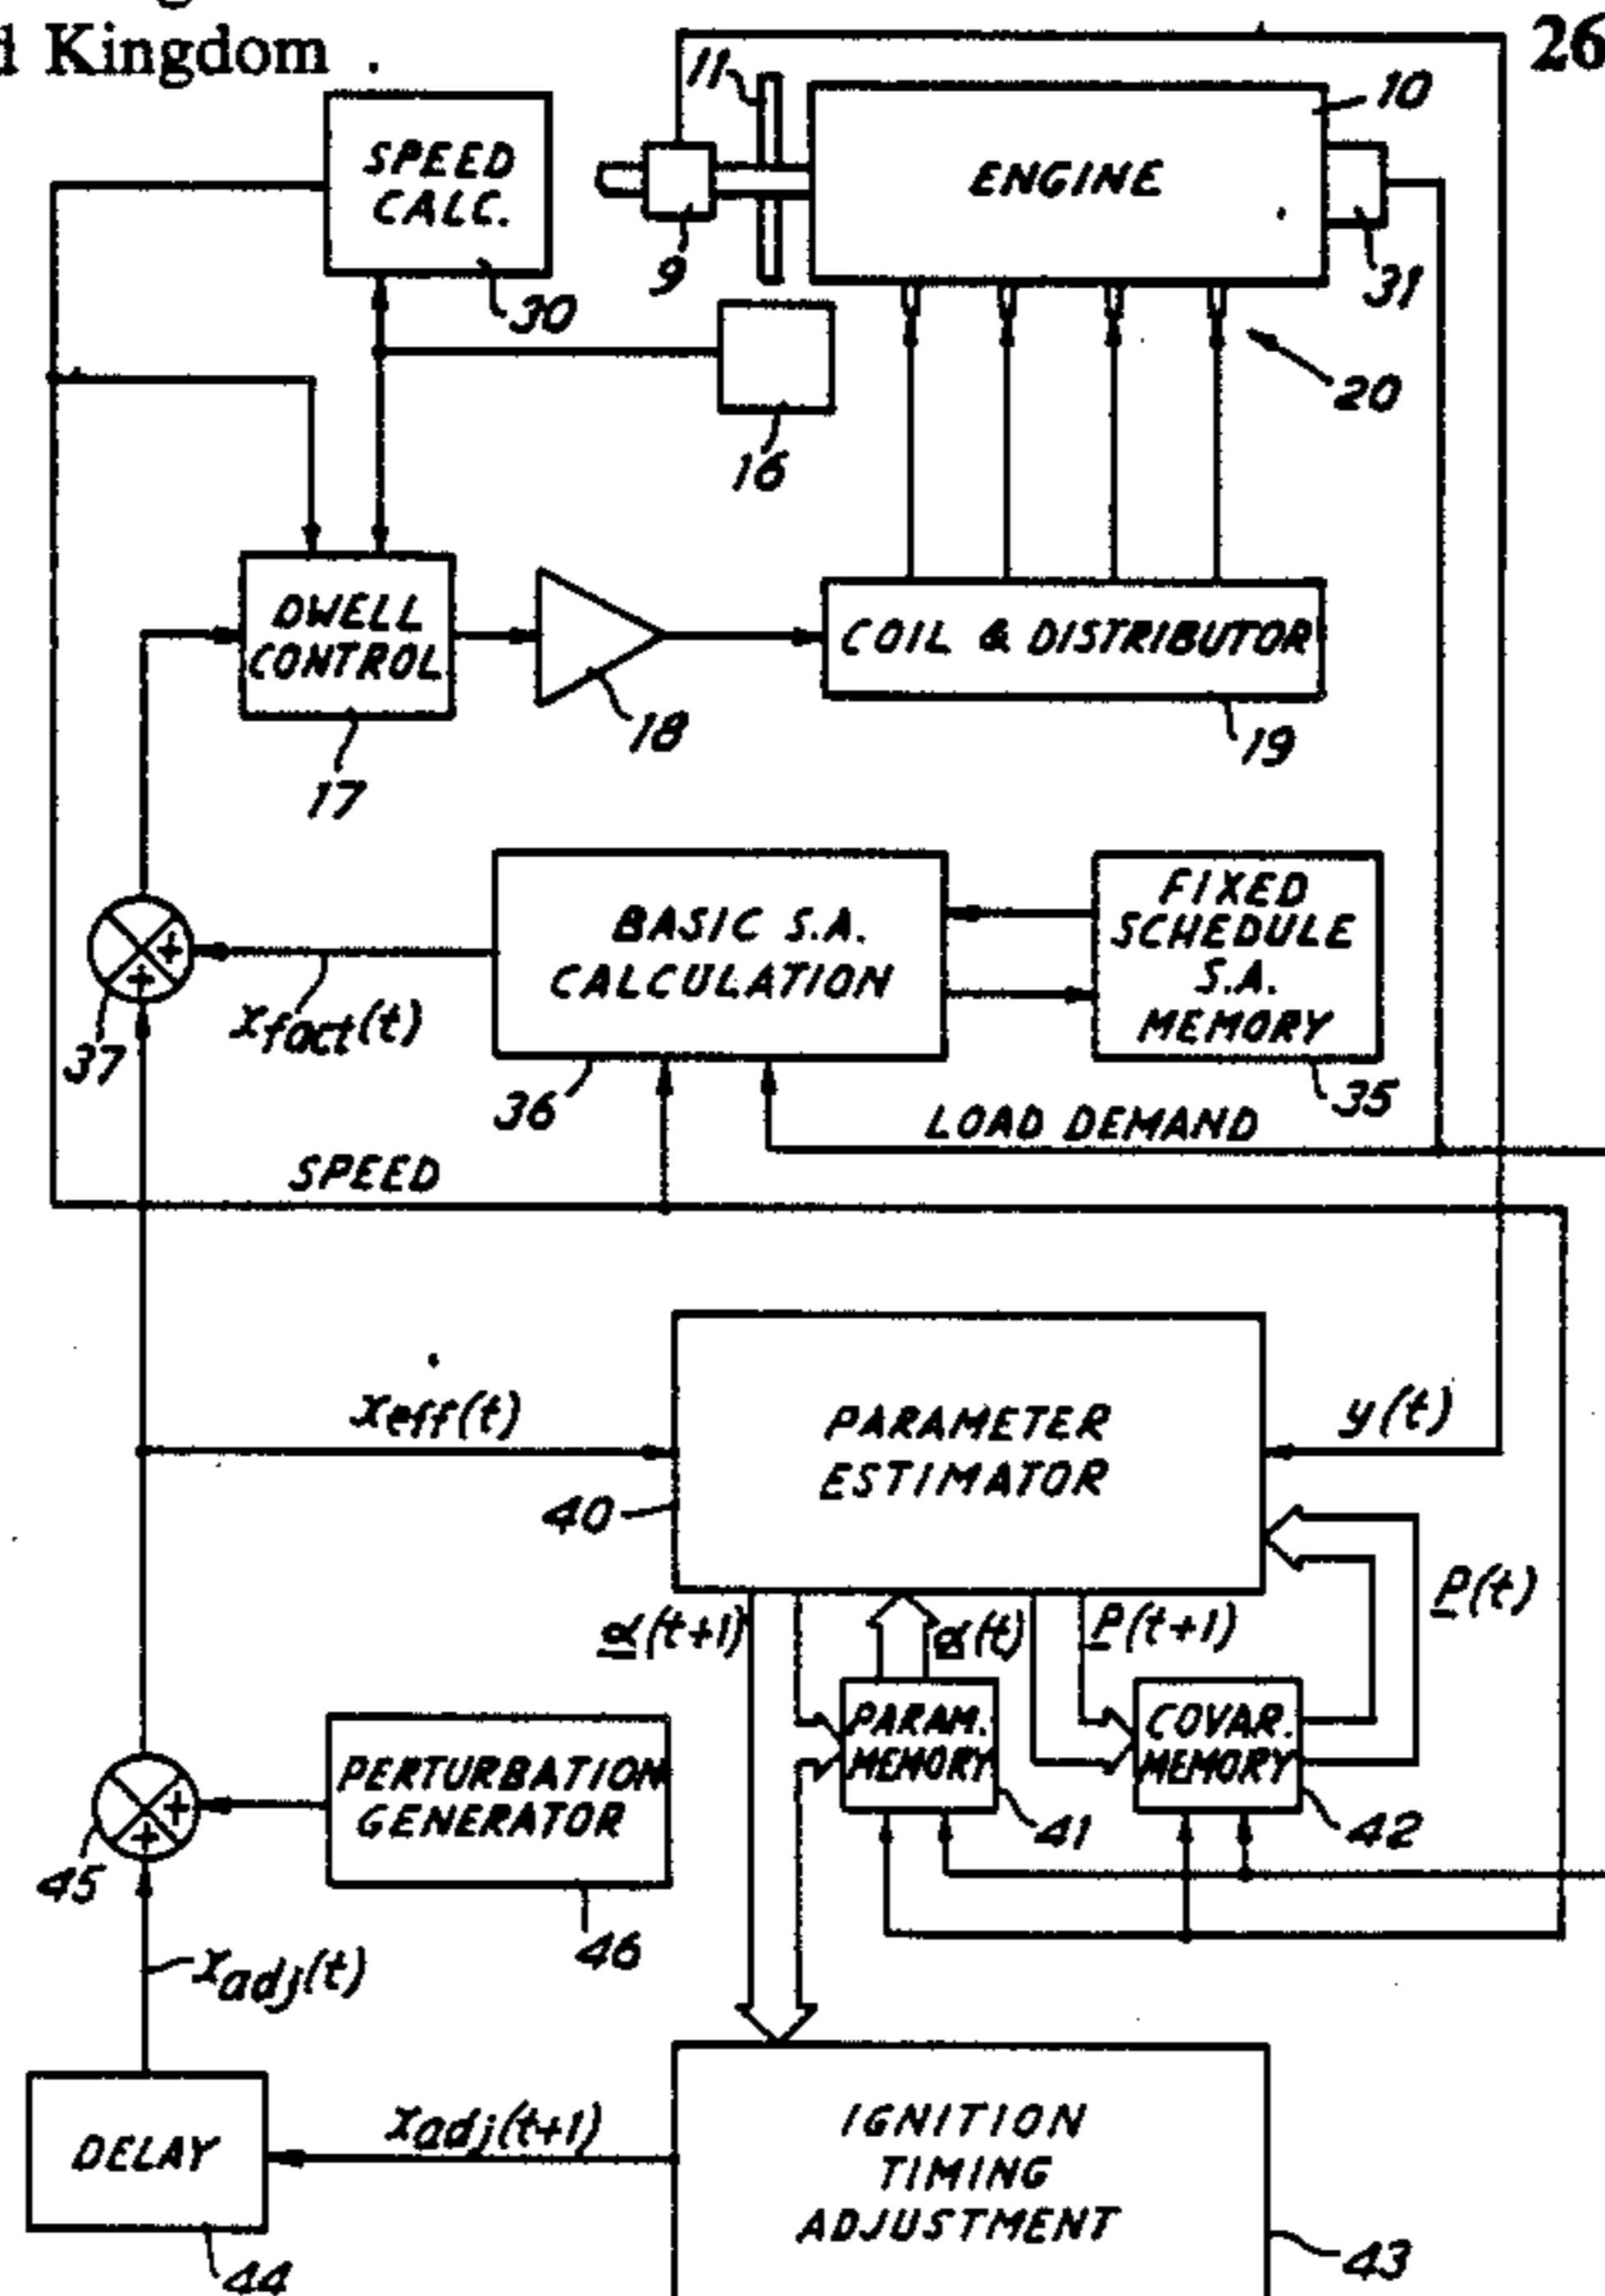 d Kingdom .
26
11
10
SPEED
CALC.
ENGINE
9
31
30
20
16
DWELL
CONTROL
COIL & DISTRIBUTOR
18
19
17
FIXED
SCHEDULE
S.A.
MEMORY
BASIC S.A.
CALCULATION
xfact(t)
37
36
35
LOAD DEMAND
SPEED
xeff(t)
PARAMETER
ESTIMATOR
y(t)
40
P(t)
α(t+1)
α(t)
P(t+1)
PARAM.
MEMORY
COVAR.
MEMORY
PERTURBATION
GENERATOR
41
42
45
46
xadj(t)
xadj(t+1)
IGNITION
TIMING
ADJUSTMENT
DELAY
43
44